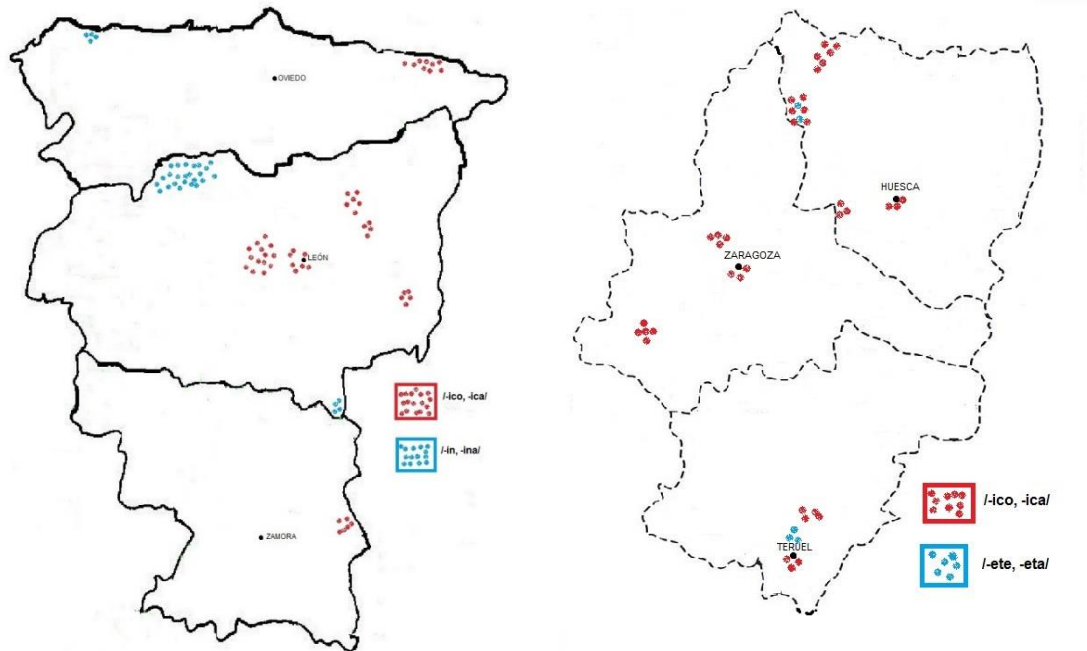 OVIEDO
LEÓN
/-ico, -ica/
/-in, -ina/
ZAMORA
HUESCA
ZARAGOZA
TERUEL
/-ico, -ica/
/-ete, -eta/